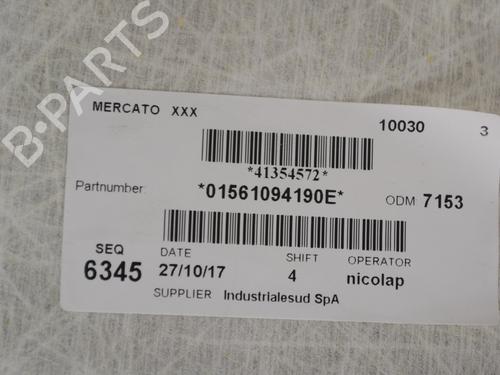 B-PARTS
MERCATO XXX
10030 3
*41354572*
Partnumber: *01561094190E* ODM 7153
SEQ DATE SHIFT OPERATOR
6345 27/10/17 4 nicolap
SUPPLIER Industrialesud SpA